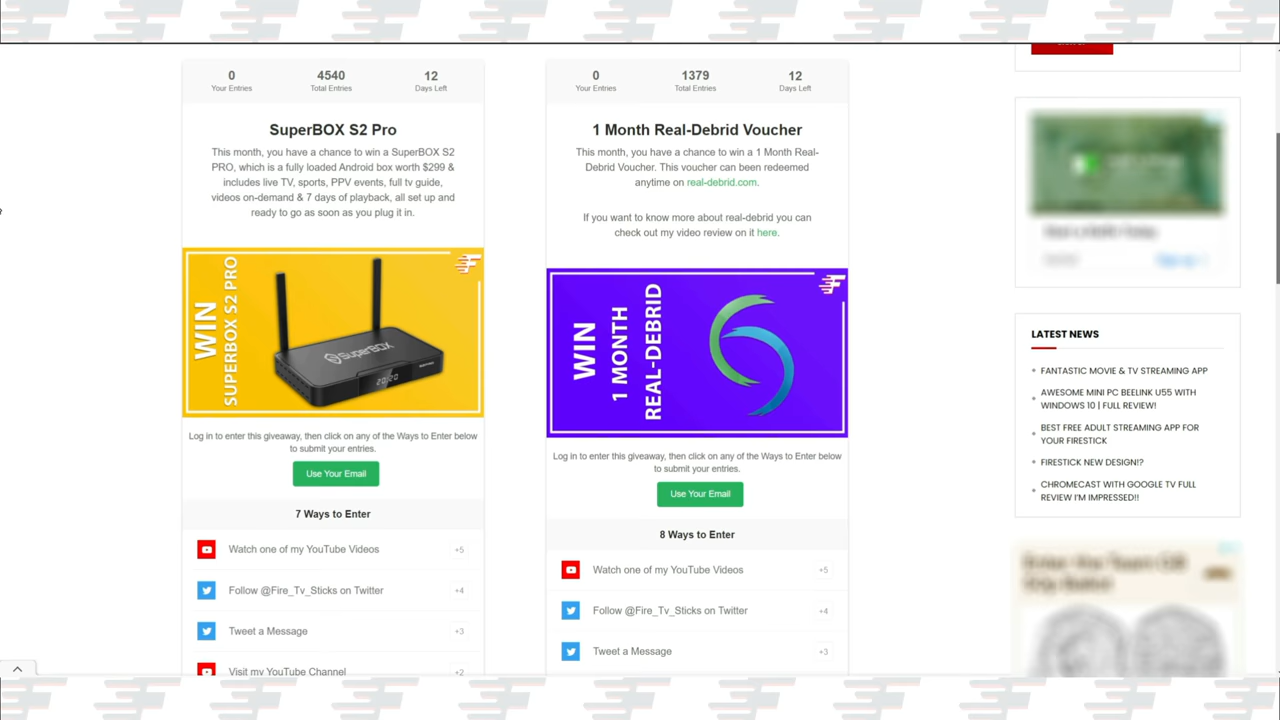 0
Your Entries
4540
Total Entries
12
Days Left
SuperBOX S2 Pro
This month, you have a chance to win a SuperBOX S2
PRO, which is a fully loaded Android box worth $299 &
includes live TV, sports, PPV events, full tv guide,
videos on-demand & 7 days of playback, all set up and
ready to go as soon as you plug it in.
WIN
SUPERBOX S2 PRO
SuperBOX
Log in to enter this giveaway, then click on any of the Ways to Enter below
to submit your entries.
Use Your Email
7 Ways to Enter
Watch one of my YouTube Videos +5
Follow @Fire_Tv_Sticks on Twitter +4
Tweet a Message +3
Visit my YouTube Channel +2
0
Your Entries
1379
Total Entries
12
Days Left
1 Month Real-Debrid Voucher
This month, you have a chance to win a 1 Month Real-
Debrid Voucher. This voucher can been redeemed
anytime on real-debrid.com.
If you want to know more about real-debrid you can
check out my video review on it here.
WIN
1 MONTH
REAL-DEBRID
Log in to enter this giveaway, then click on any of the Ways to Enter below
to submit your entries.
Use Your Email
8 Ways to Enter
Watch one of my YouTube Videos +5
Follow @Fire_Tv_Sticks on Twitter +4
Tweet a Message +3
LATEST NEWS
FANTASTIC MOVIE & TV STREAMING APP
AWESOME MINI PC BEELINK U55 WITH
WINDOWS 10 | FULL REVIEW!
BEST FREE ADULT STREAMING APP FOR
YOUR FIRESTICK
FIRESTICK NEW DESIGN!?
CHROMECAST WITH GOOGLE TV FULL
REVIEW I'M IMPRESSED!!